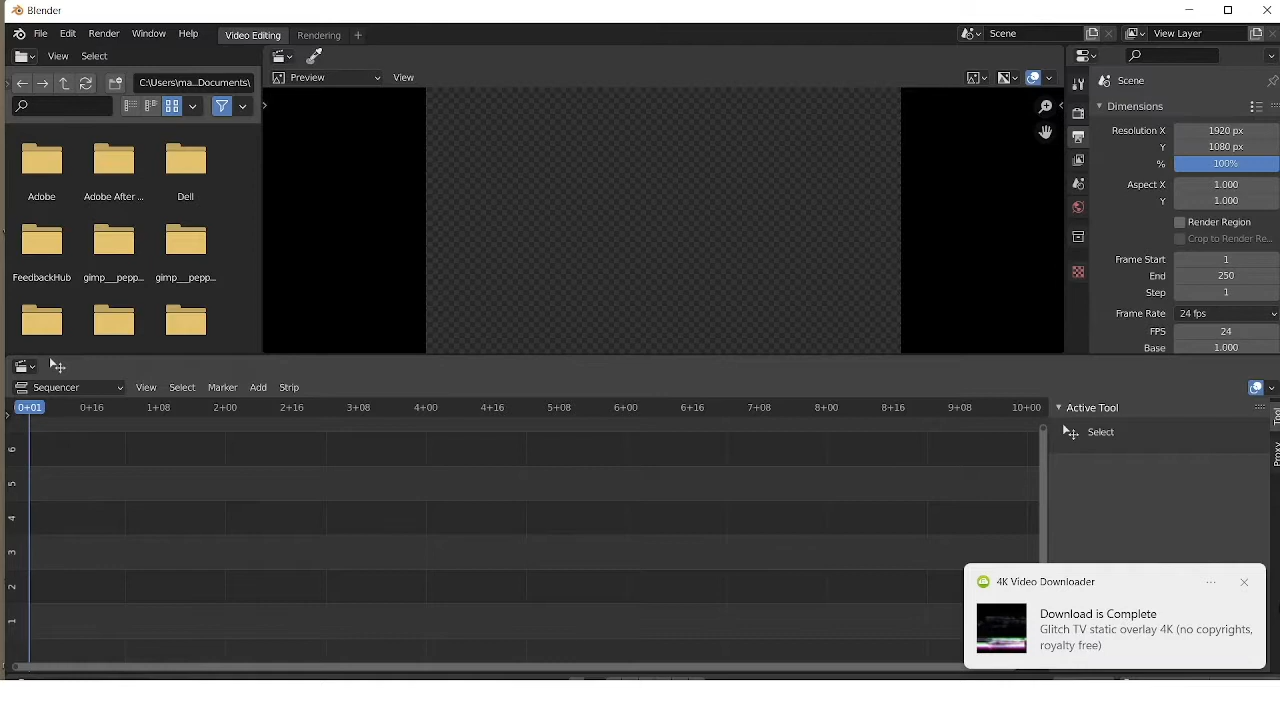 Blender
File Edit Render Window Help
Video Editing Rendering +
Scene
View Layer
View Select
C:\Users\ma...Documents\
Adobe
Adobe After ...
Dell
FeedbackHub
gimp__pepp...
gimp__pepp...
Preview
View
Scene
Dimensions
Resolution X 1920 px
Y 1080 px
% 100%
Aspect X 1.000
Y 1.000
Render Region
Crop to Render Re...
Frame Start 1
End 250
Step 1
Frame Rate 24 fps
FPS 24
Base 1.000
Sequencer View Select Marker Add Strip
0+01 0+16 1+08 2+00 2+16 3+08 4+00 4+16 5+08 6+00 6+16 7+08 8+00 8+16 9+08 10+00
6
5
4
3
2
1
Active Tool
Select
Tool
Proxy
4K Video Downloader
Download is Complete
Glitch TV static overlay 4K (no copyrights,
royalty free)